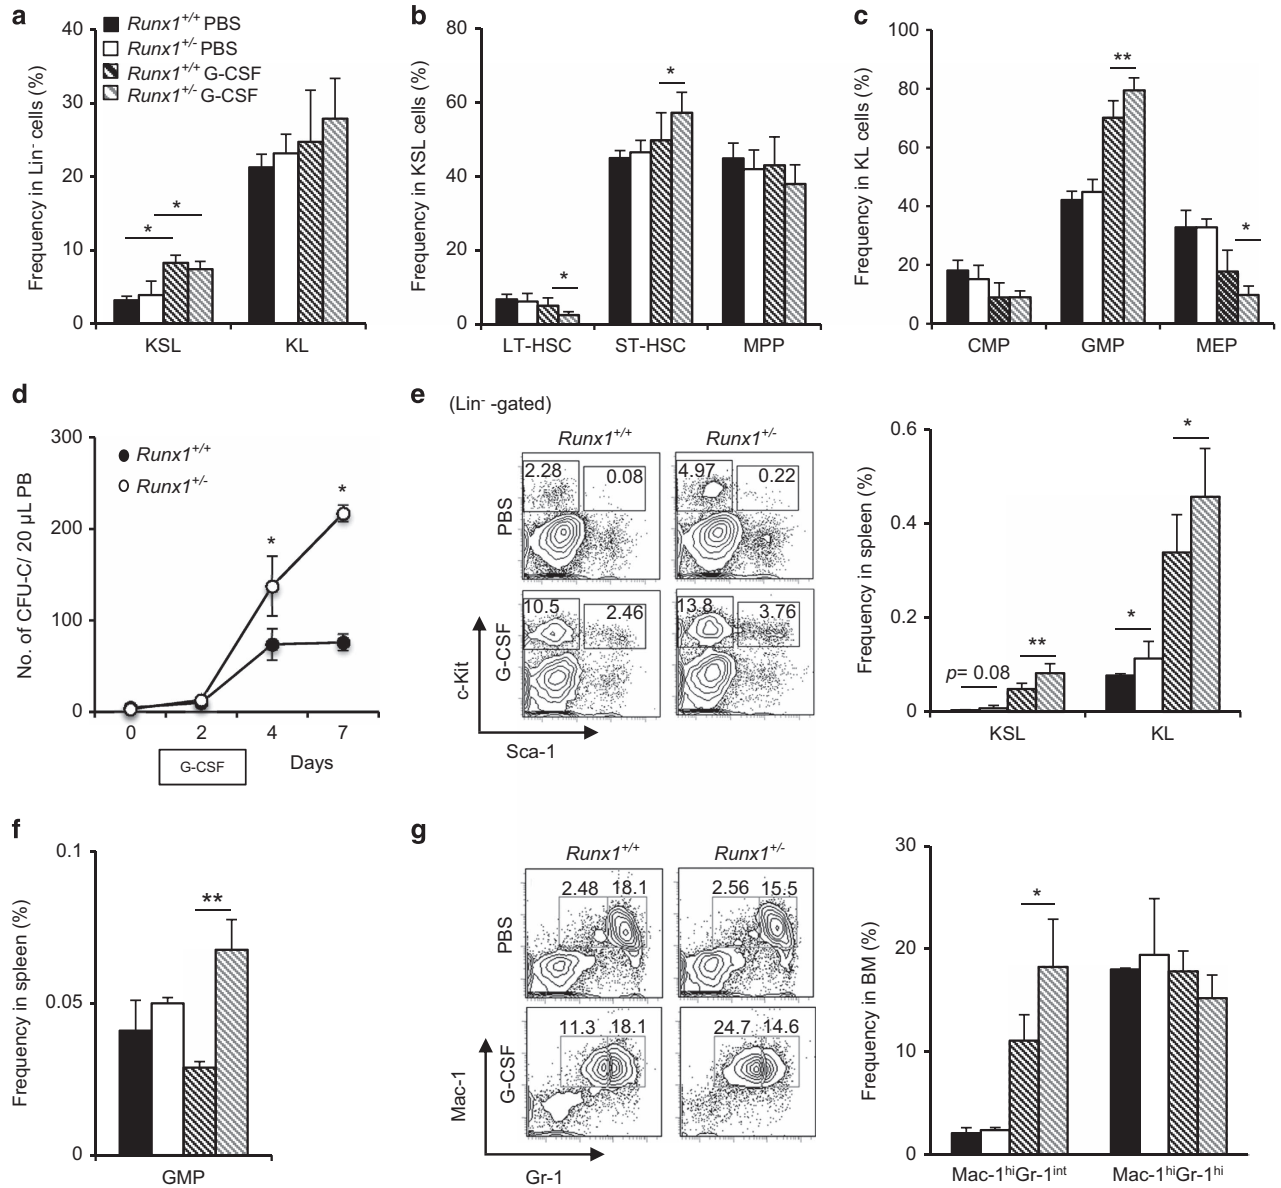 a
Runx1+/+ PBS
Runx1+/- PBS
Runx1+/+ G-CSF
Runx1+/- G-CSF
Frequency in Lin- cells (%)
40
30
20
10
0
*
*
KSL KL
b
Frequency in KSL cells (%)
80
60
40
20
0
*
*
LT-HSC ST-HSC MPP
c
Frequency in KL cells (%)
100
80
60
40
20
0
**
*
CMP GMP MEP
d
No. of CFU-C/ 20 µL PB
300
200
100
0
Runx1+/+
Runx1+/-
*
*
0 2 4 7
G-CSF
Days
e
(Lin- -gated)
Runx1+/+ Runx1+/-
PBS
2.28 0.08 4.97 0.22
G-CSF
10.5 2.46 13.8 3.76
c-Kit
Sca-1
Frequency in spleen (%)
0.6
0.4
0.2
0
p= 0.08
**
*
*
KSL KL
f
Frequency in spleen (%)
0.1
0.05
0
**
GMP
g
Runx1+/+ Runx1+/-
PBS
2.48 18.1 2.56 15.5
G-CSF
11.3 18.1 24.7 14.6
Mac-1
Gr-1
Frequency in BM (%)
30
20
10
0
*
Mac-1hiGr-1int Mac-1hiGr-1hi